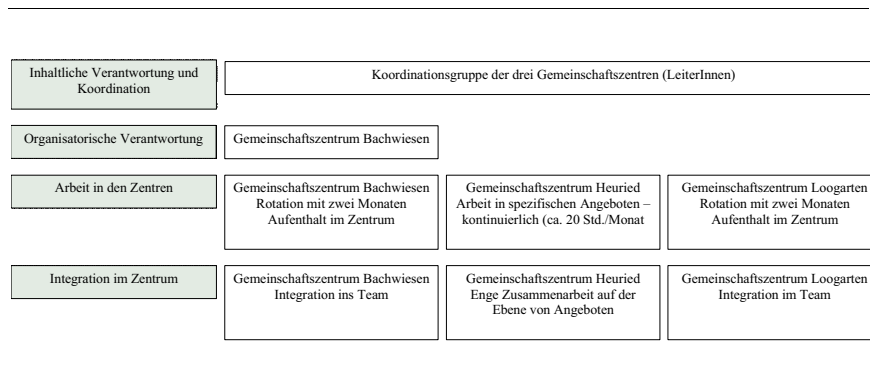 Inhaltliche Verantwortung und
Koordination
Koordinationsgruppe der drei Gemeinschaftszentren (LeiterInnen)
Organisatorische Verantwortung
Gemeinschaftszentrum Bachwiesen
Arbeit in den Zentren
Gemeinschaftszentrum Bachwiesen
Rotation mit zwei Monaten
Aufenthalt im Zentrum
Gemeinschaftszentrum Heuried
Arbeit in spezifischen Angeboten –
kontinuierlich (ca. 20 Std./Monat
Gemeinschaftszentrum Loogarten
Rotation mit zwei Monaten
Aufenthalt im Zentrum
Integration im Zentrum
Gemeinschaftszentrum Bachwiesen
Integration ins Team
Gemeinschaftszentrum Heuried
Enge Zusammenarbeit auf der
Ebene von Angeboten
Gemeinschaftszentrum Loogarten
Integration im Team